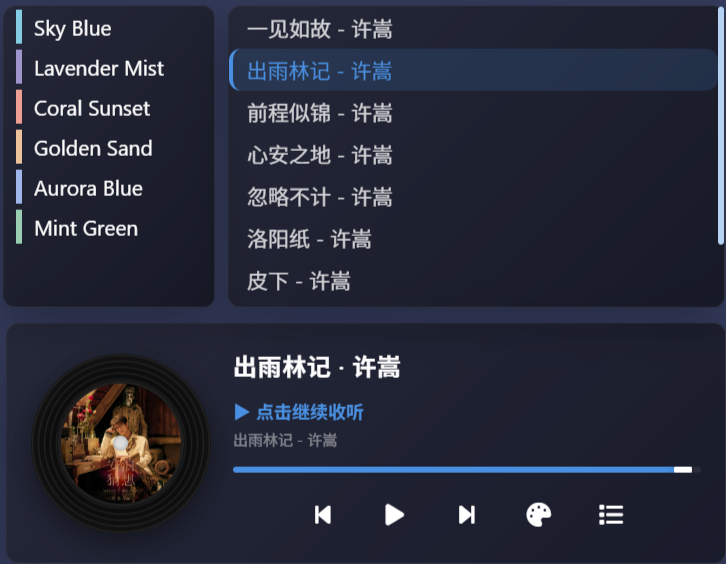 Sky Blue
Lavender Mist
Coral Sunset
Golden Sand
Aurora Blue
Mint Green
一见如故 - 许嵩
出雨林记 - 许嵩
前程似锦 - 许嵩
心安之地 - 许嵩
忽略不计 - 许嵩
洛阳纸 - 许嵩
皮下 - 许嵩
出雨林记 · 许嵩
▶ 点击继续收听
出雨林记 - 许嵩